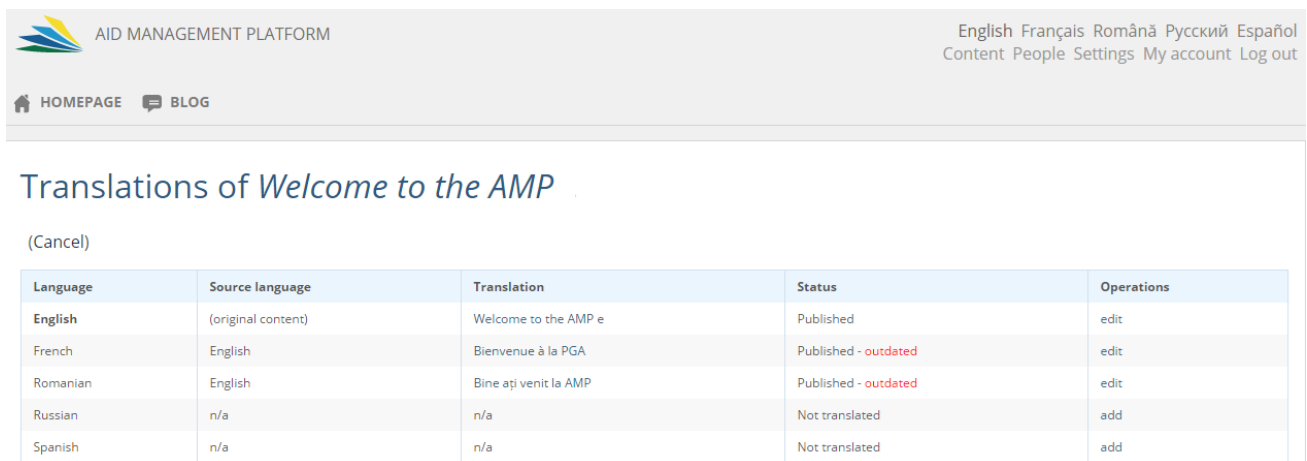 AID MANAGEMENT PLATFORM
English Français Română Русский Español
Content People Settings My account Log out
HOMEPAGE BLOG
Translations of Welcome to the AMP
(Cancel)
Language Source language Translation Status Operations
English (original content) Welcome to the AMP e Published edit
French English Bienvenue à la PGA Published - outdated edit
Romanian English Bine ați venit la AMP Published - outdated edit
Russian n/a n/a Not translated add
Spanish n/a n/a Not translated add